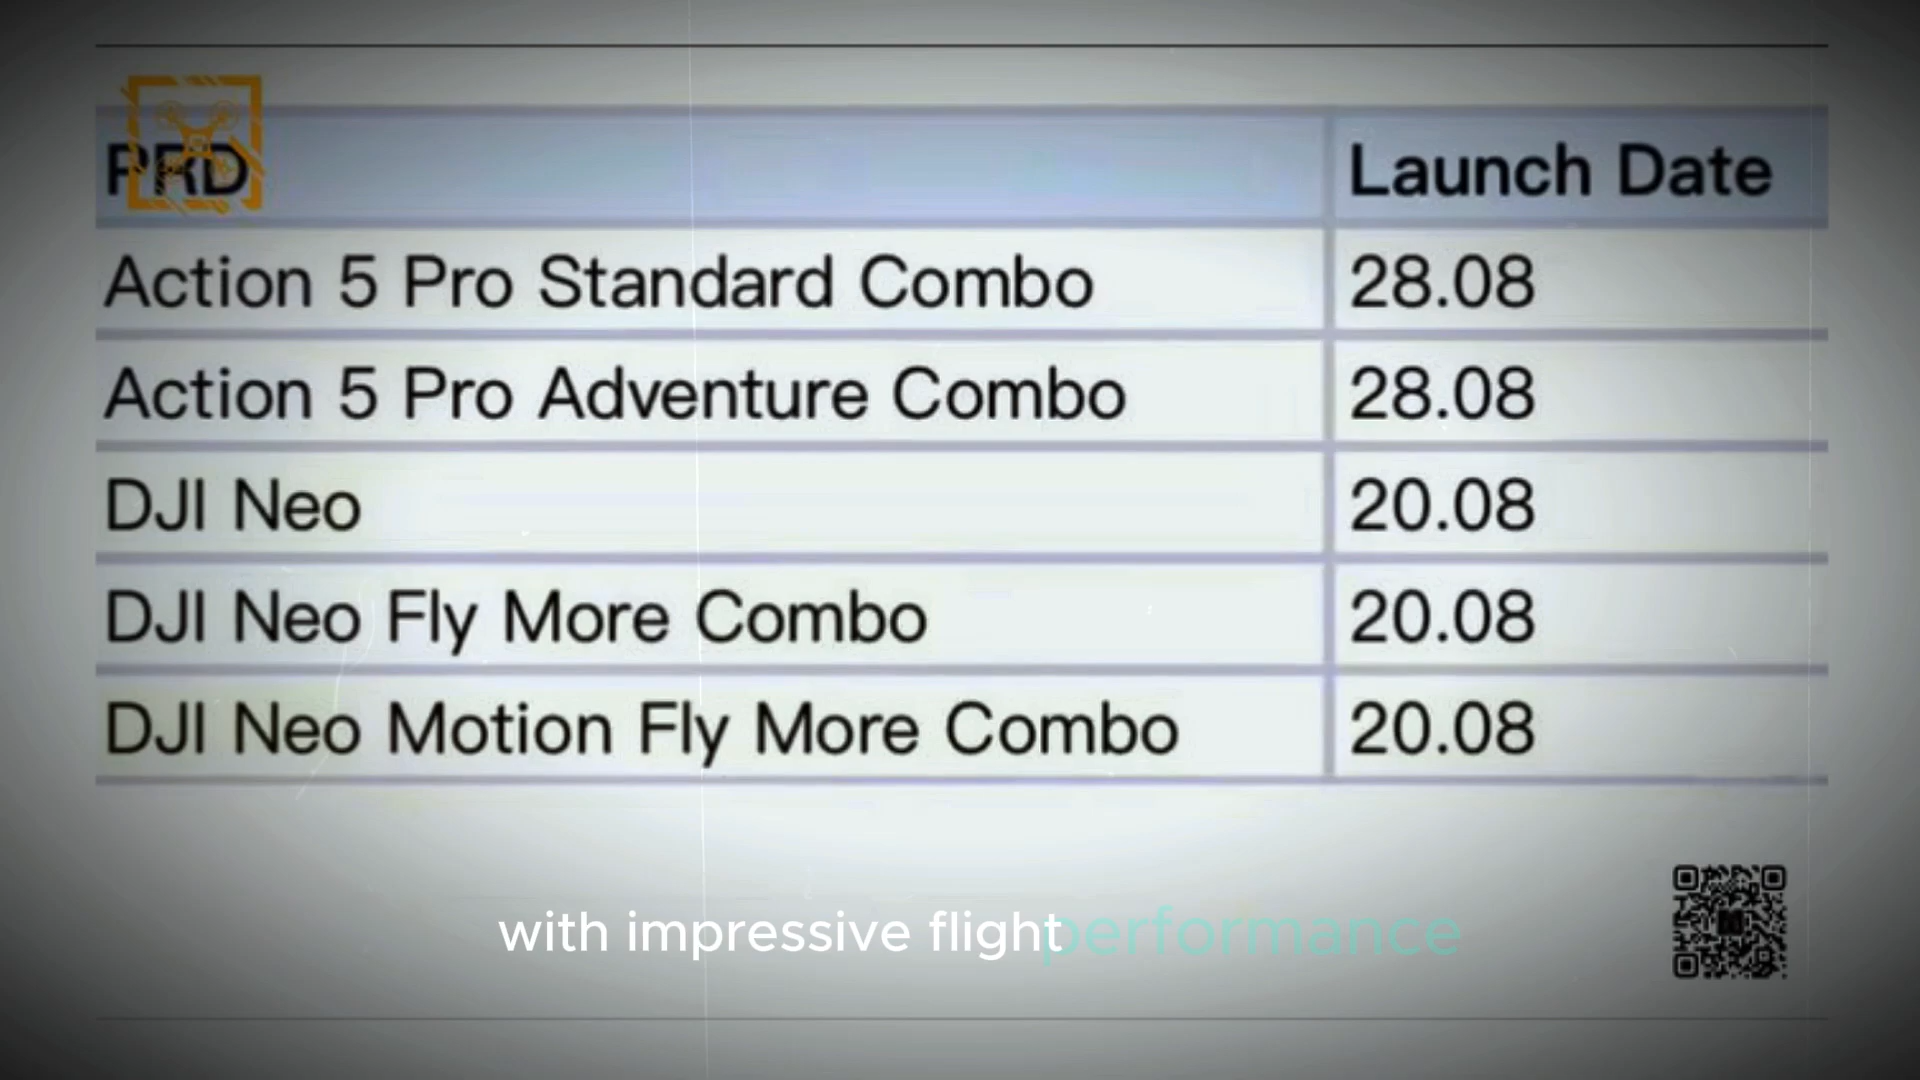 PRD Launch Date
Action 5 Pro Standard Combo 28.08
Action 5 Pro Adventure Combo 28.08
DJI Neo 20.08
DJI Neo Fly More Combo 20.08
DJI Neo Motion Fly More Combo 20.08
with impressive flight performance